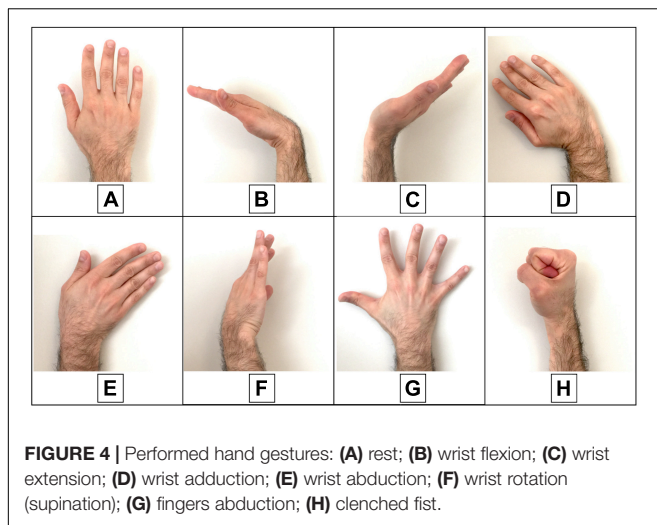 A
B
C
D
E
F
G
H
FIGURE 4 | Performed hand gestures: (A) rest; (B) wrist flexion; (C) wrist
extension; (D) wrist adduction; (E) wrist abduction; (F) wrist rotation
(supination); (G) fingers abduction; (H) clenched fist.